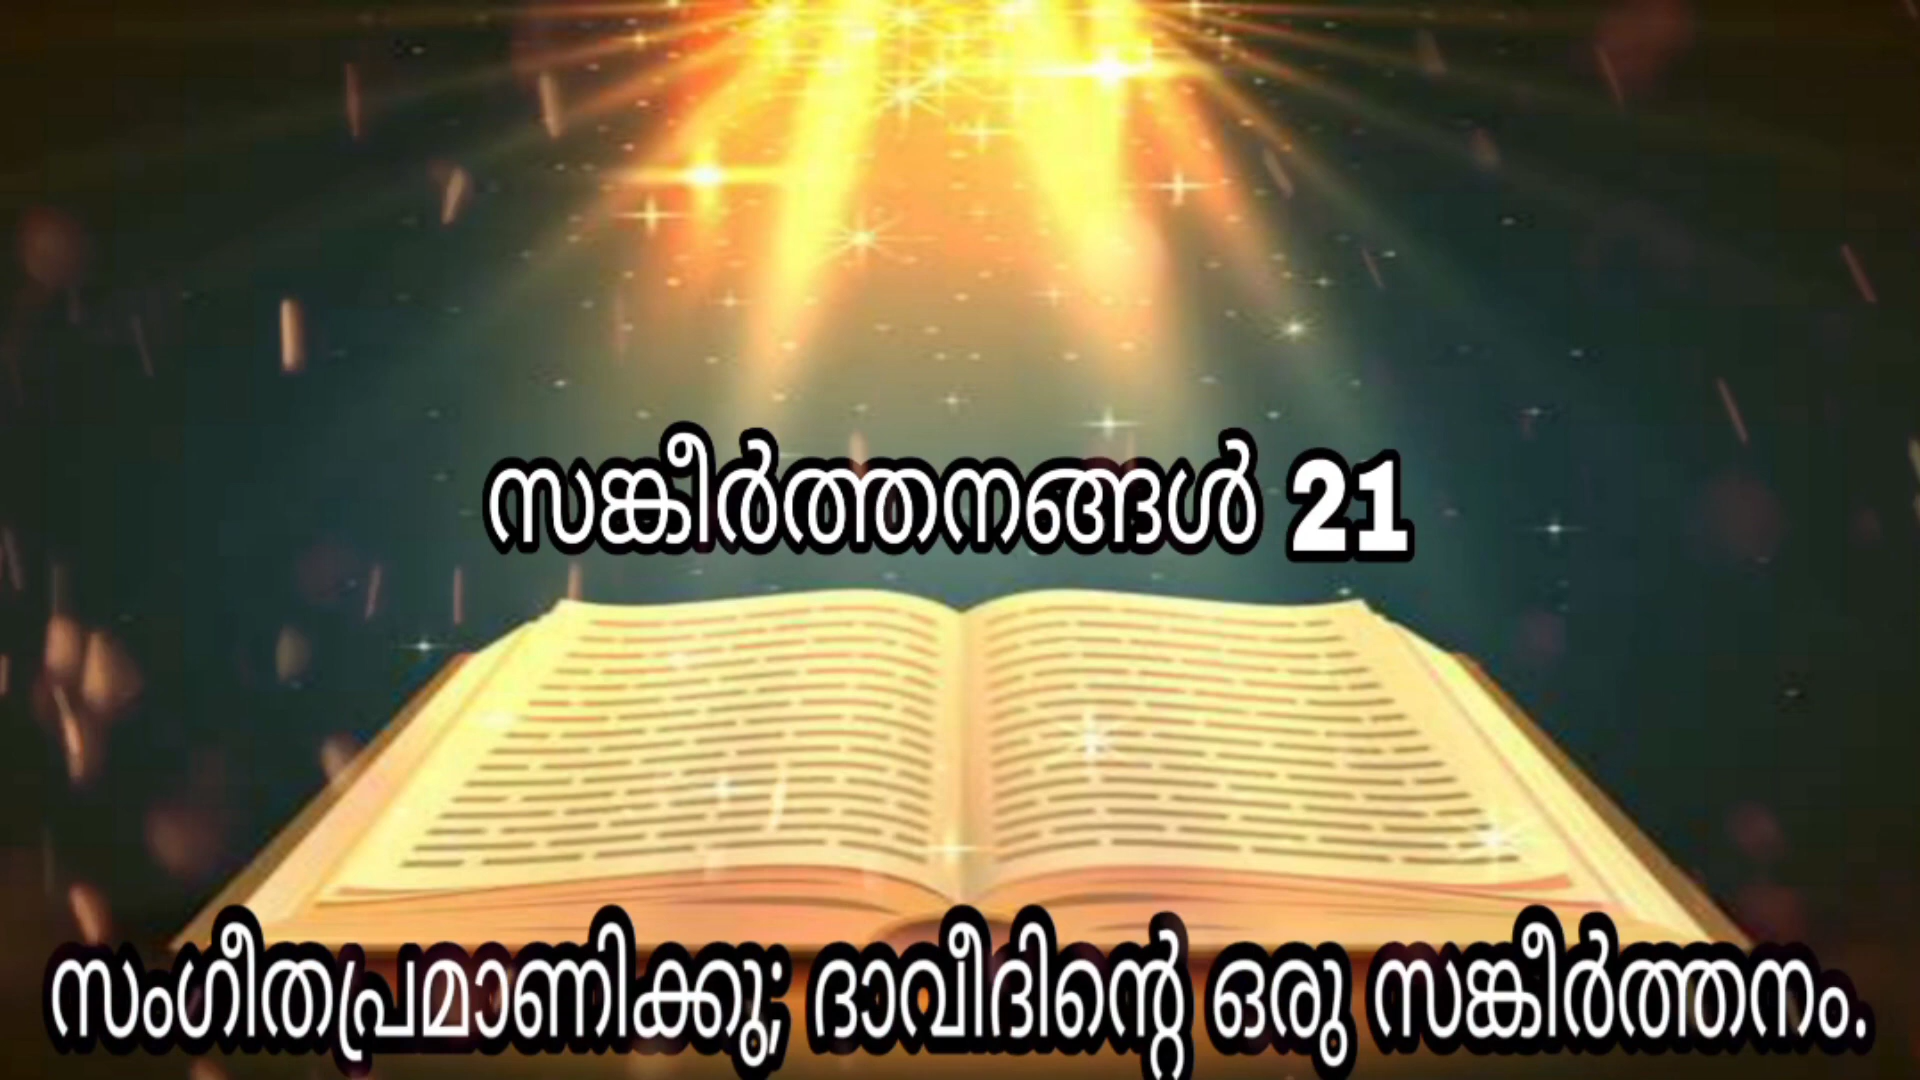 സങ്കീർത്തനങ്ങൾ 21
സംഗീതപ്രമാണിക്കു; ദാവീദിന്റെ ഒരു സങ്കീർത്തനം.